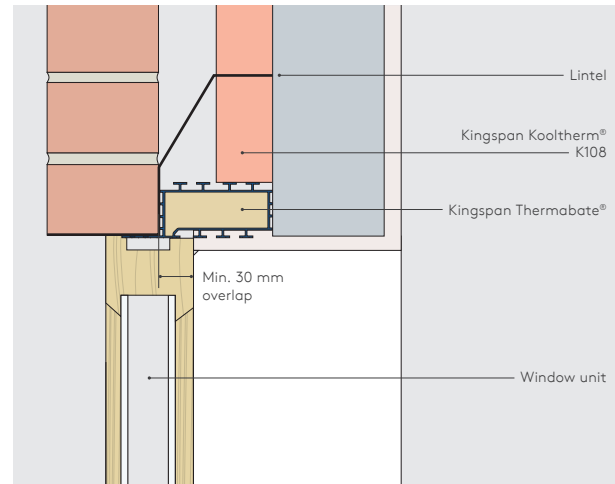 Lintel
Kingspan Kooltherm®
K108
Kingspan Thermabate®
Min. 30 mm
overlap
Window unit